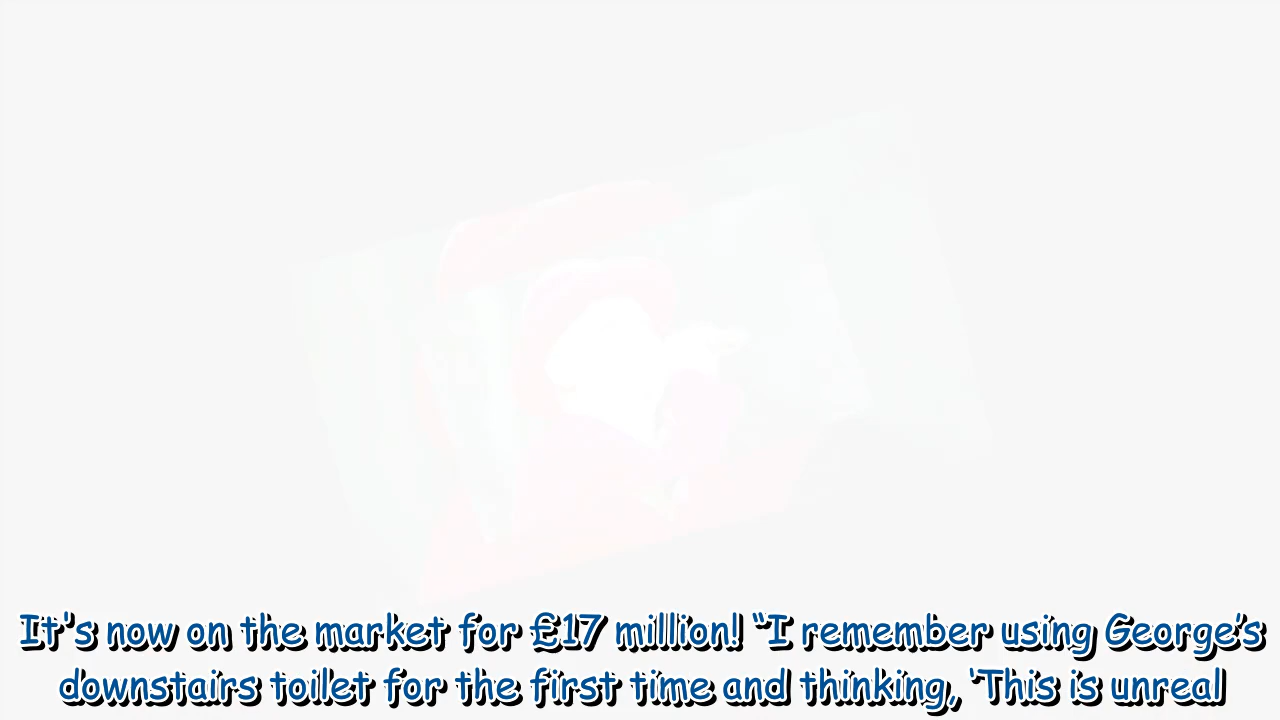 It's now on the market for £17 million! “I remember using George’s
downstairs toilet for the first time and thinking, ‘This is unreal